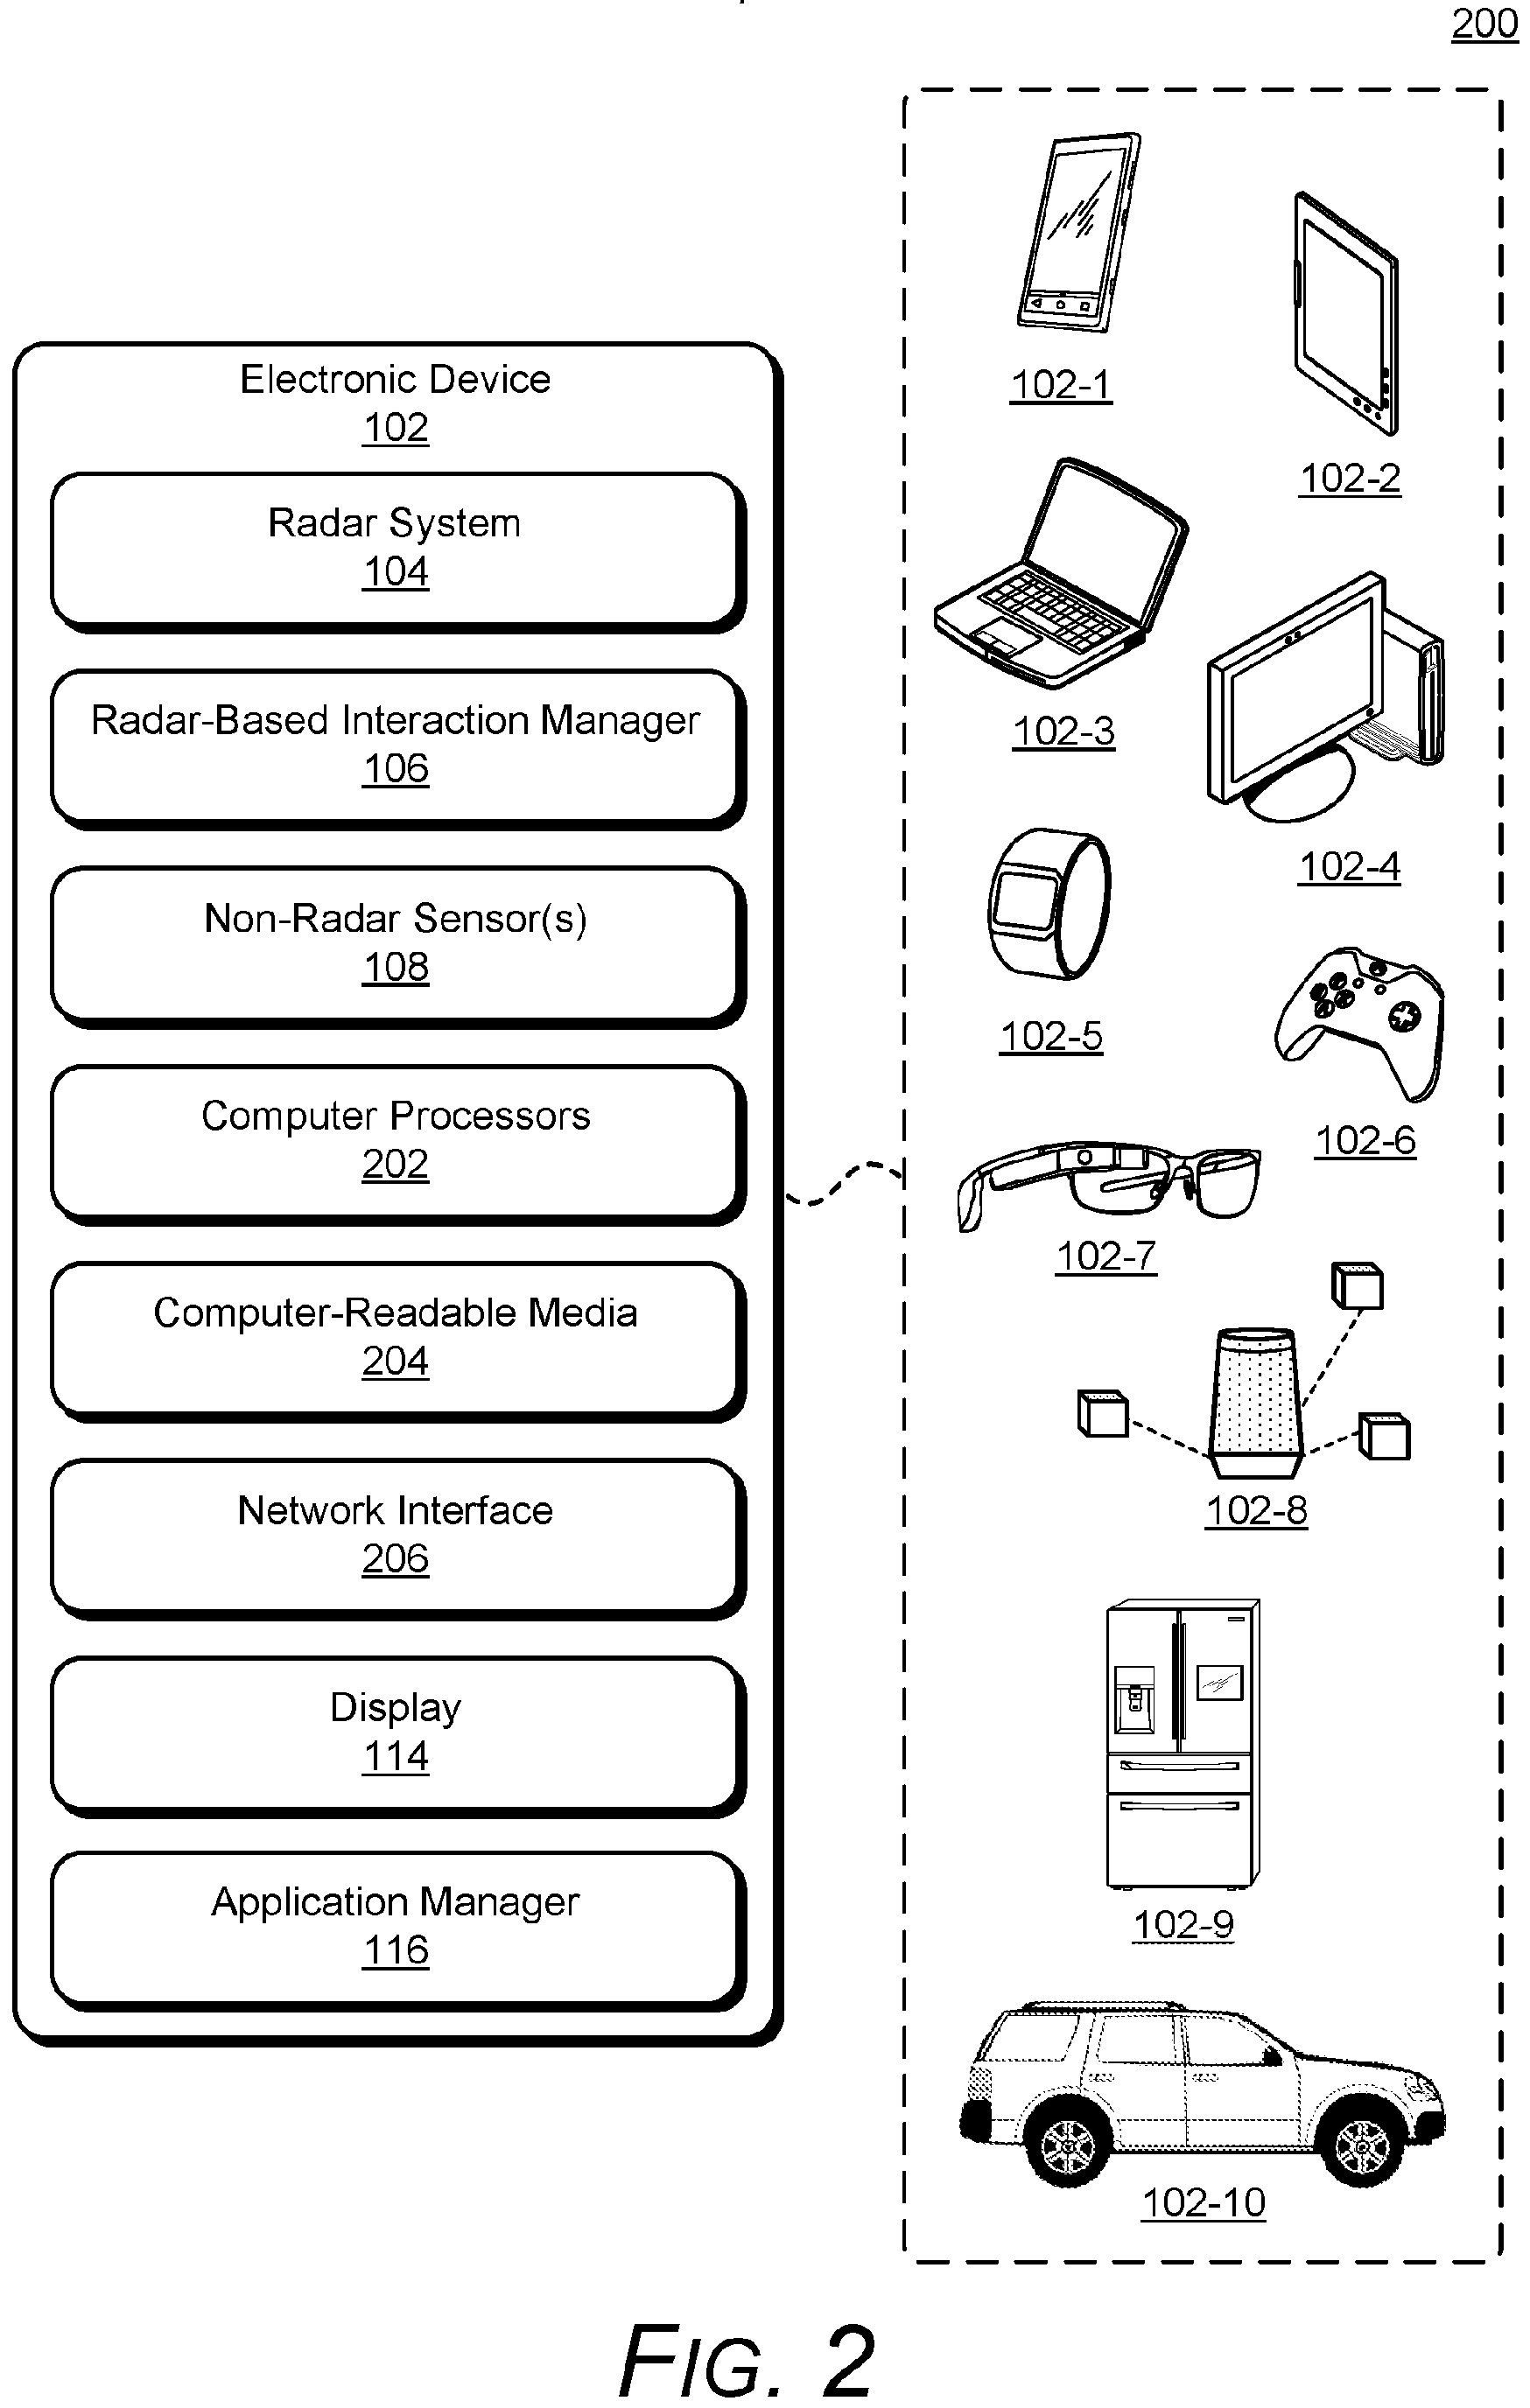 200
Electronic Device
102
Radar System
104
Radar-Based Interaction Manager
106
Non-Radar Sensor(s)
108
Computer Processors
202
Computer-Readable Media
204
Network Interface
206
Display
114
Application Manager
116
102-1
102-2
102-3
102-4
102-5
102-6
102-7
102-8
102-9
102-10
FIG. 2